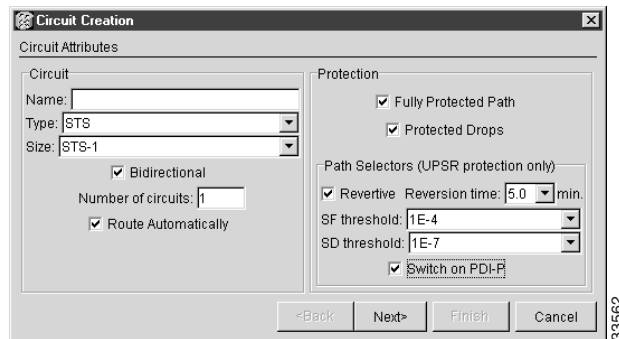 Circuit Creation
Circuit Attributes
Circuit
Name:
Type: STS
Size: STS-1
Bidirectional
Number of circuits: 1
Route Automatically
Protection
Fully Protected Path
Protected Drops
Path Selectors (UPSR protection only)
Revertive Reversion time: 5.0 min.
SF threshold: 1E-4
SD threshold: 1E-7
Switch on PDI-P
<Back Next> Finish Cancel
33562